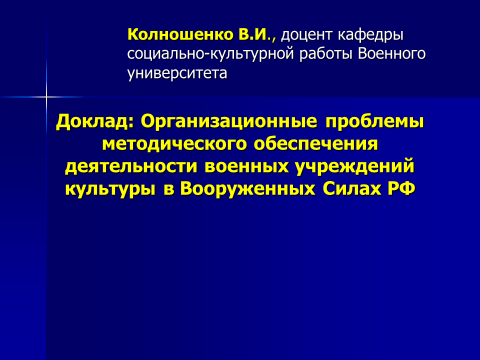 Колношенко В.И., доцент кафедры
социально-культурной работы Военного
университета
Доклад: Организационные проблемы
методического обеспечения
деятельности военных учреждений
культуры в Вооруженных Силах РФ